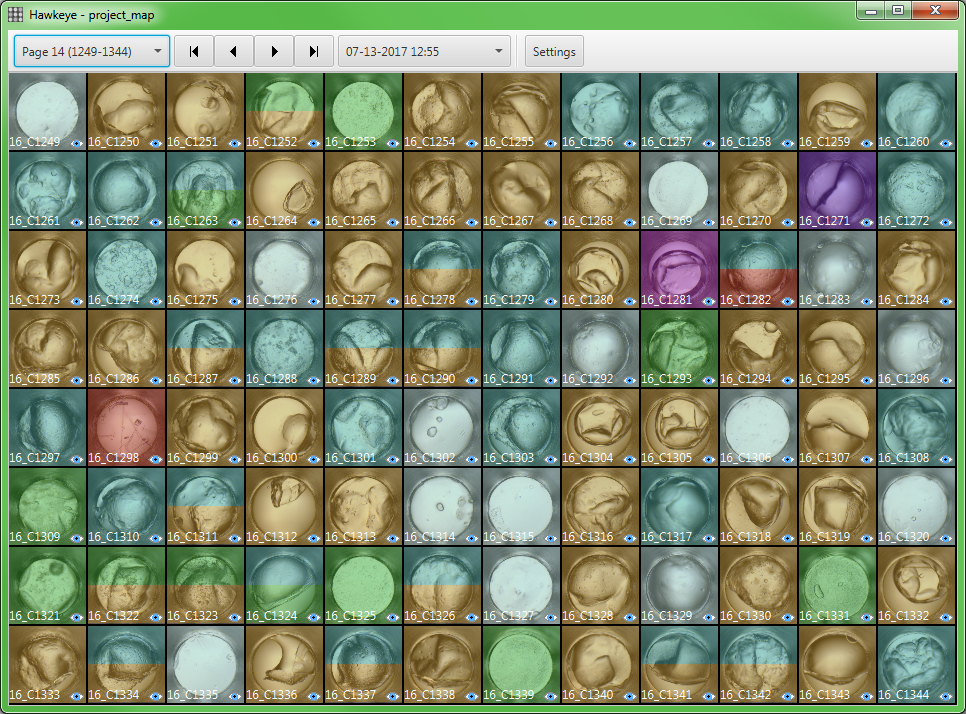 Hawkeye - project_map
Page 14 (1249-1344) 07-13-2017 12:55 Settings
16_C1249 16_C1250 16_C1251 16_C1252 16_C1253 16_C1254 16_C1255 16_C1256 16_C1257 16_C1258 16_C1259 16_C1260
16_C1261 16_C1262 16_C1263 16_C1264 16_C1265 16_C1266 16_C1267 16_C1268 16_C1269 16_C1270 16_C1271 16_C1272
16_C1273 16_C1274 16_C1275 16_C1276 16_C1277 16_C1278 16_C1279 16_C1280 16_C1281 16_C1282 16_C1283 16_C1284
16_C1285 16_C1286 16_C1287 16_C1288 16_C1289 16_C1290 16_C1291 16_C1292 16_C1293 16_C1294 16_C1295 16_C1296
16_C1297 16_C1298 16_C1299 16_C1300 16_C1301 16_C1302 16_C1303 16_C1304 16_C1305 16_C1306 16_C1307 16_C1308
16_C1309 16_C1310 16_C1311 16_C1312 16_C1313 16_C1314 16_C1315 16_C1316 16_C1317 16_C1318 16_C1319 16_C1320
16_C1321 16_C1322 16_C1323 16_C1324 16_C1325 16_C1326 16_C1327 16_C1328 16_C1329 16_C1330 16_C1331 16_C1332
16_C1333 16_C1334 16_C1335 16_C1336 16_C1337 16_C1338 16_C1339 16_C1340 16_C1341 16_C1342 16_C1343 16_C1344